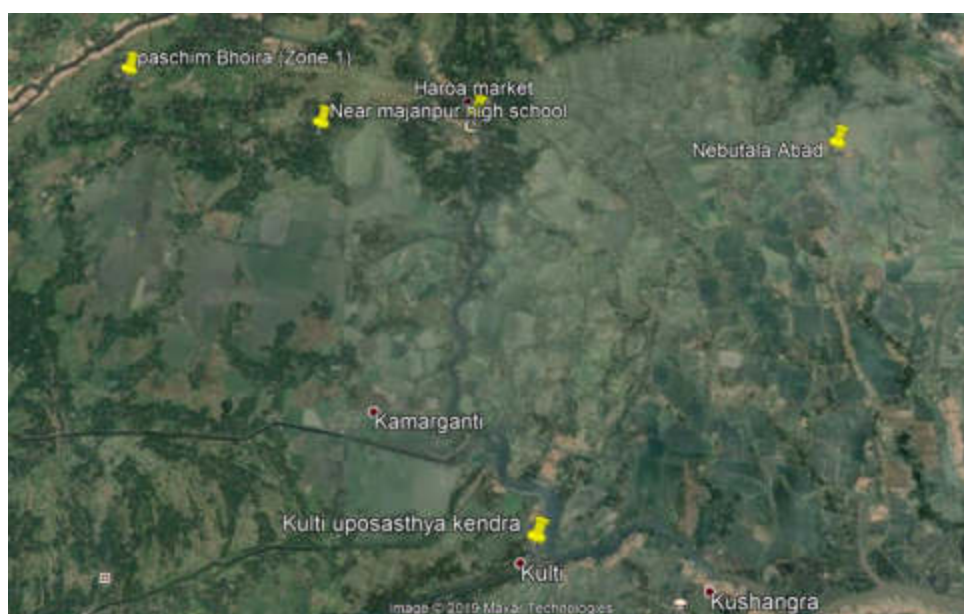 paschim Bhoira (Zone 1)
Haroa market
Near majanpur high school
Nebutala Abad
Kamarganti
Kulti uposasthya kendra
Kulti
Kushangra
Image © 2019 Maxar Technologies